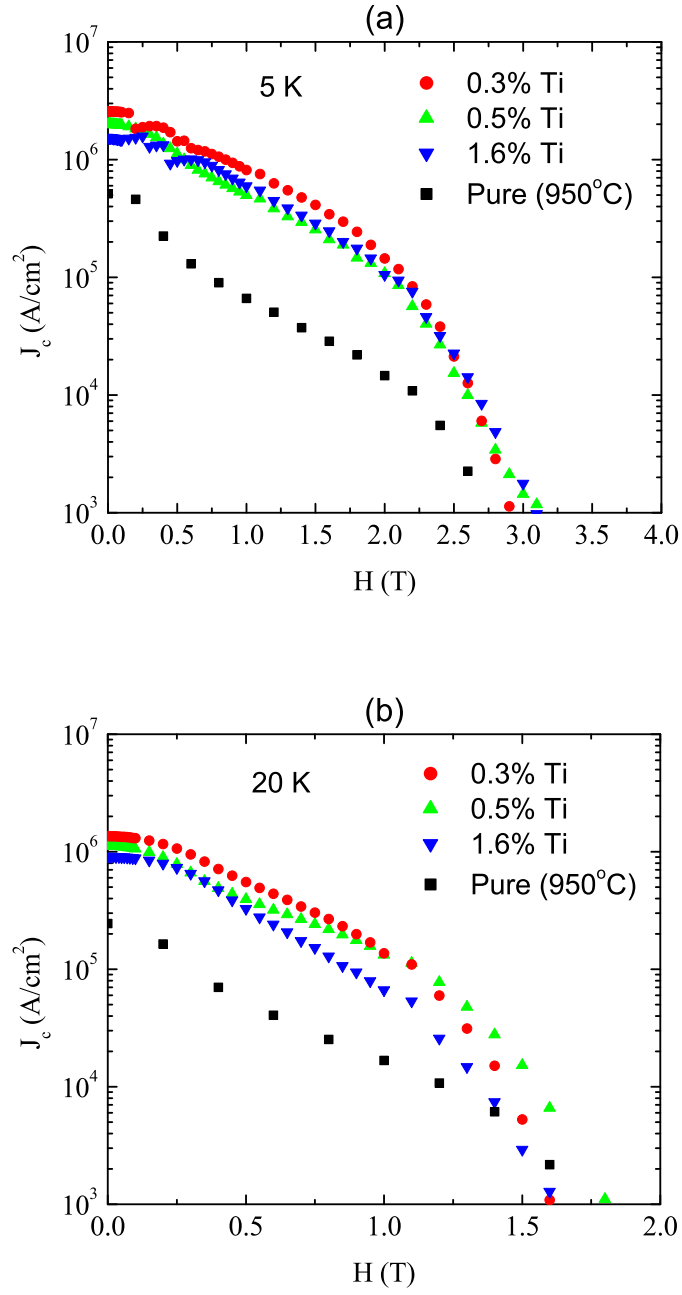 (a)
10^7
5 K
0.3% Ti
0.5% Ti
10^6
1.6% Ti
Pure (950°C)
J_c (A/cm^2)
10^5
10^4
10^3
0.0 0.5 1.0 1.5 2.0 2.5 3.0 3.5 4.0
H (T)
(b)
10^7
20 K
0.3% Ti
0.5% Ti
10^6
1.6% Ti
Pure (950°C)
J_c (A/cm^2)
10^5
10^4
10^3
0.0 0.5 1.0 1.5 2.0
H (T)